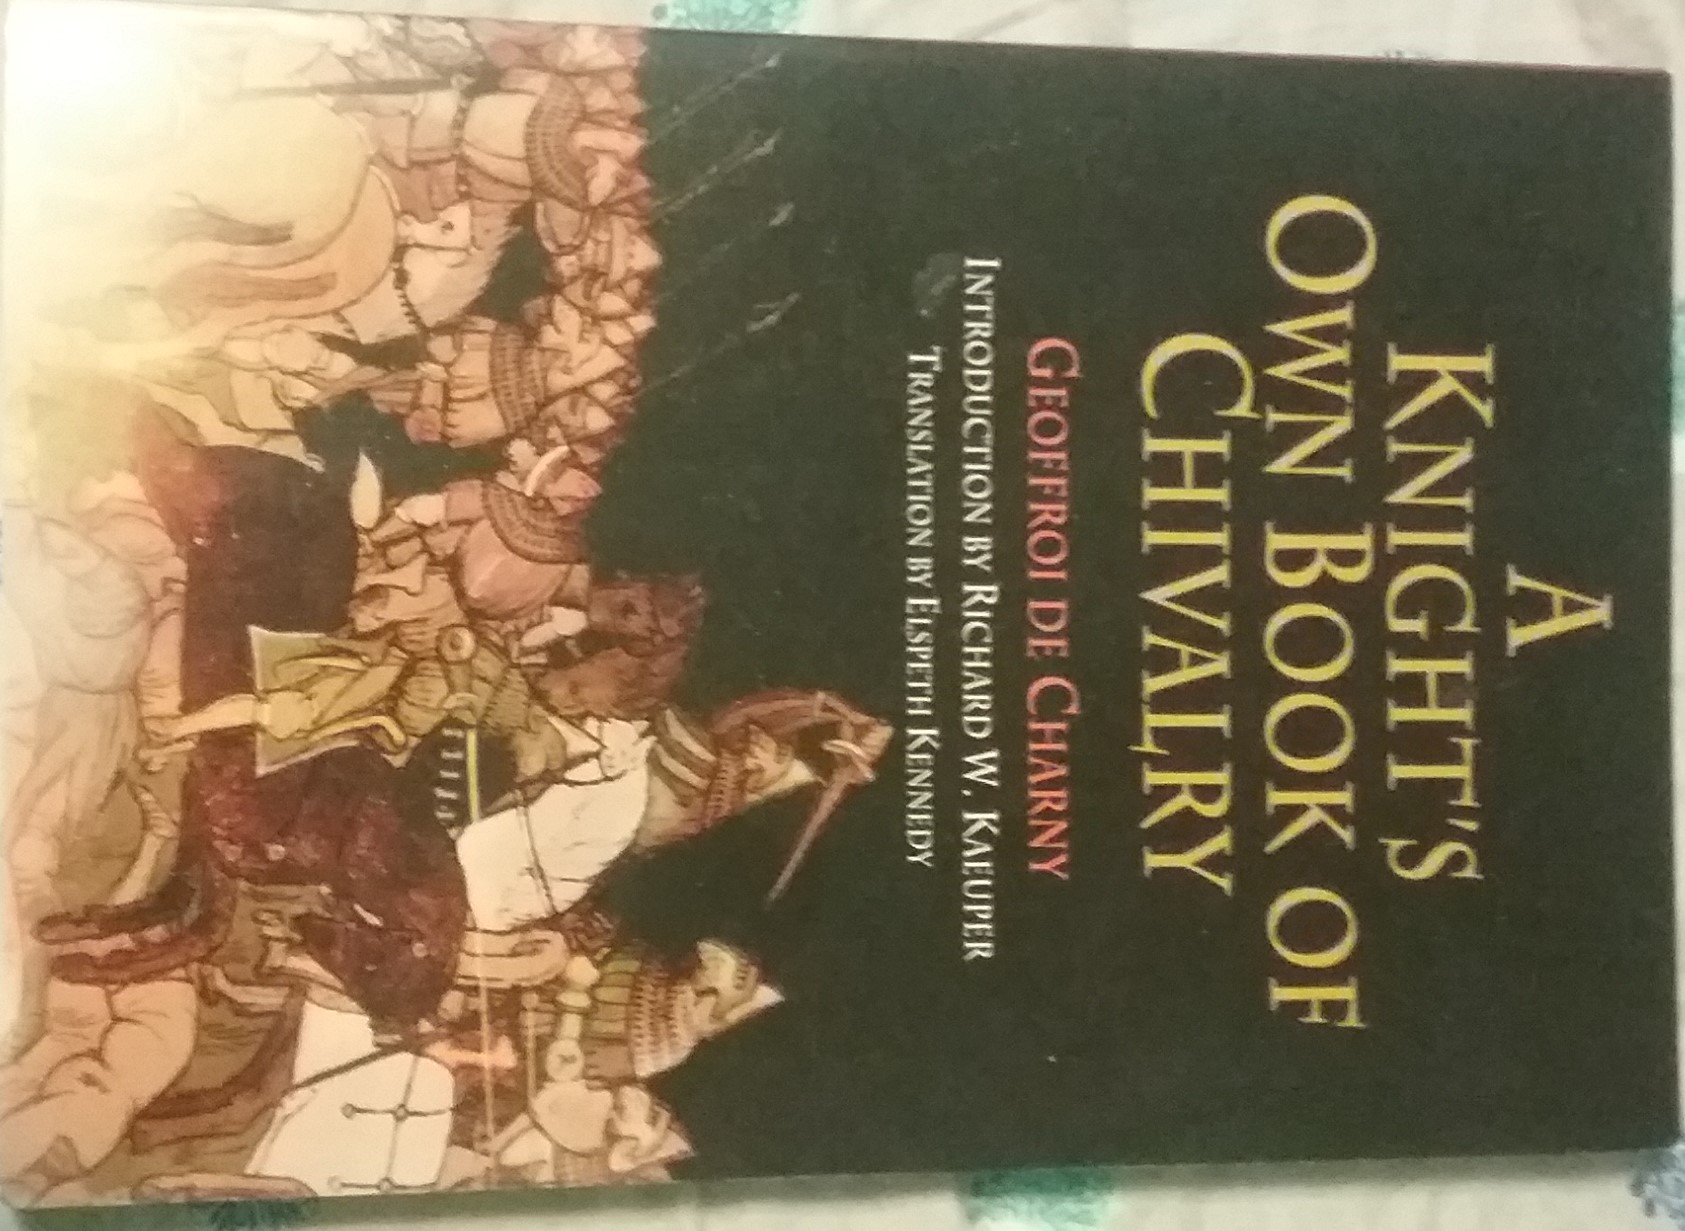 A
KNIGHT'S
OWN BOOK OF
CHIVALRY
GEOFFROI DE CHARNY
INTRODUCTION BY RICHARD W. KAEUPER
TRANSLATION BY ELSPETH KENNEDY